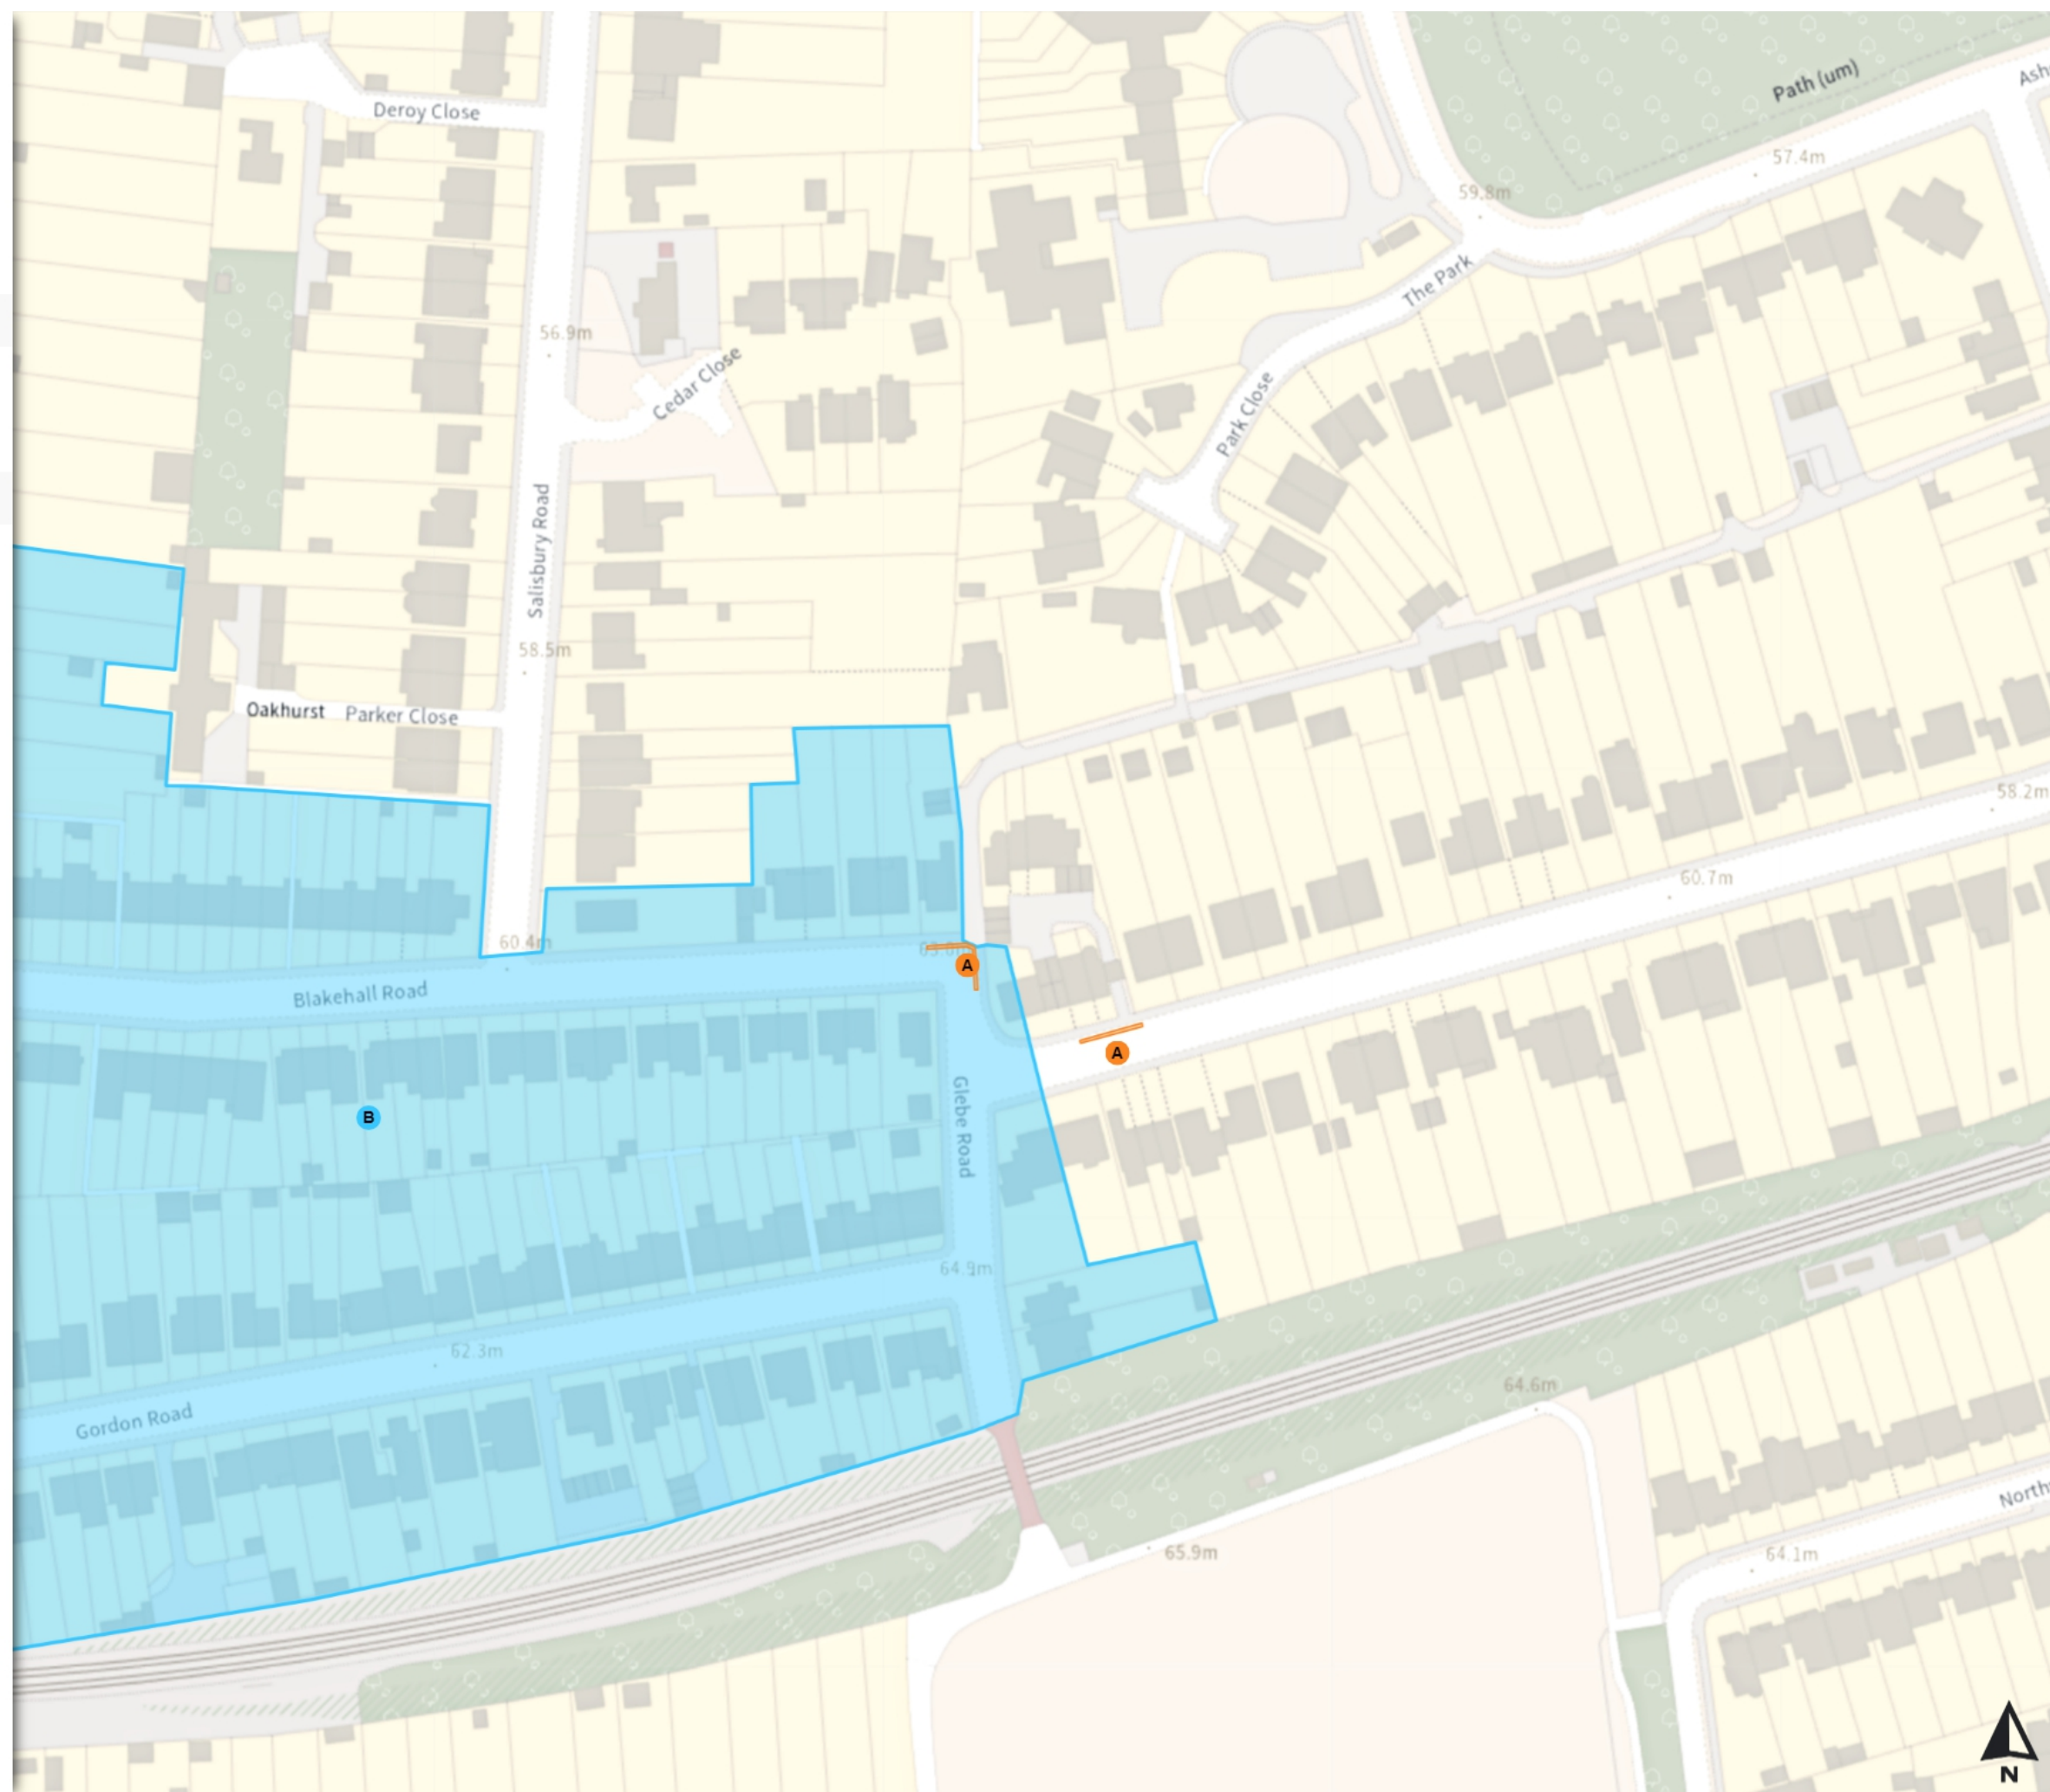 Path (um)
Deroy Close
57.4m
59.8m
The Park
56.9m
Cedar Close
Park Close
Salisbury Road
58.5m
Oakhurst
Parker Close
58.2m
60.7m
60.4m
A
Blakehall Road
A
B
Glebe Road
64.9m
62.3m
64.6m
Gordon Road
65.9m
64.1m
N